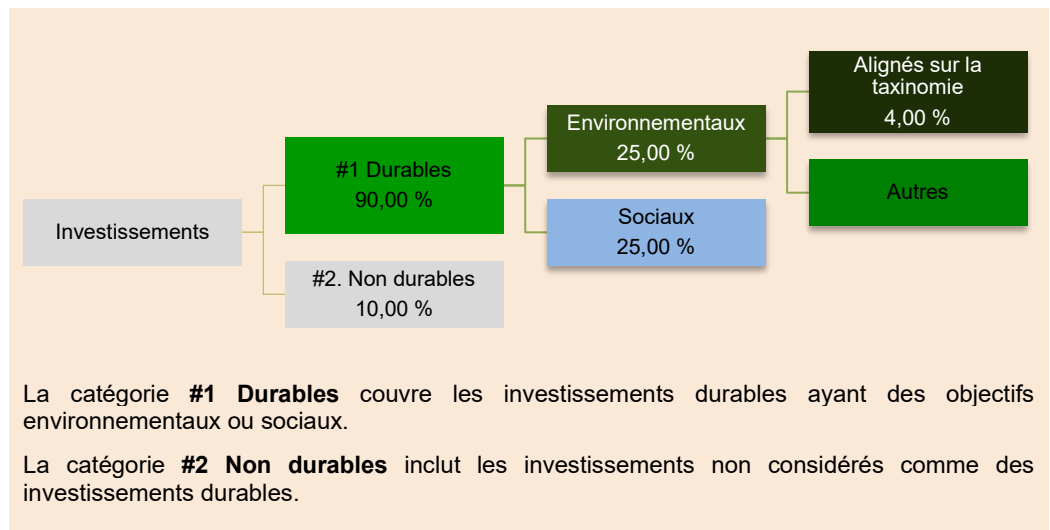 Investissements
#1 Durables
90,00 %
#2. Non durables
10,00 %
Environnementaux
25,00 %
Sociaux
25,00 %
Alignés sur la
taxinomie
4,00 %
Autres
La catégorie #1 Durables couvre les investissements durables ayant des objectifs
environnementaux ou sociaux.
La catégorie #2 Non durables inclut les investissements non considérés comme des
investissements durables.